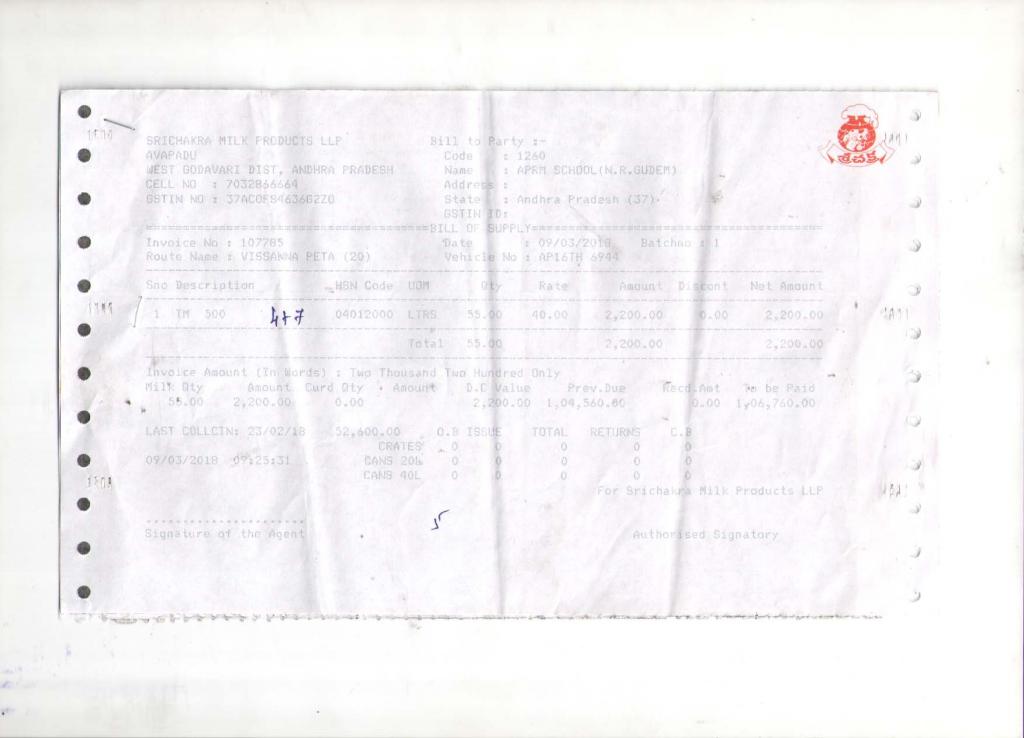 SRICHAKRA MILK PRODUCTS LLP Bill to Party :-
AVAPADU Code : 1260
WEST GODAVARI DIST, ANDHRA PRADESH Name : APRM SCHOOL(N.R.GUDEM)
CELL NO : 7032866664 Address :
GSTIN NO : State : Andhra Pradesh (37)
GSTIN ID:
శ్రీచక్ర
BILL OF SUPPLY
Invoice No : 107785 Date : 09/03/2018 Batchno : 1
Route Name : VISSANNA PETA (20) Vehicle No : AP16TH 6944
Sno Description HSN Code UOM Qty Rate Amount Discont Net Amount
1 TM 500 4+7 04012000 LTRS 55.00 40.00 2,200.00 0.00 2,200.00
Total 55.00 2,200.00 2,200.00
Invoice Amount (In Words) : Two Thousand Two Hundred Only
Milk Qty Amount Curd Qty Amount D.C Value Prev.Due Recd.Amt To be Paid
55.00 2,200.00 0.00 2,200.00 1,04,560.00 0.00 1,06,760.00
LAST COLLCTN: 23/02/18 52,600.00 O.B ISSUE TOTAL RETURNS C.B
CRATES 0 0 0 0 0
09/03/2018 09:25:31 CANS 20L 0 0 0 0 0
CANS 40L 0 0 0 0 0
For Srichakra Milk Products LLP
Signature of the Agent Authorised Signatory